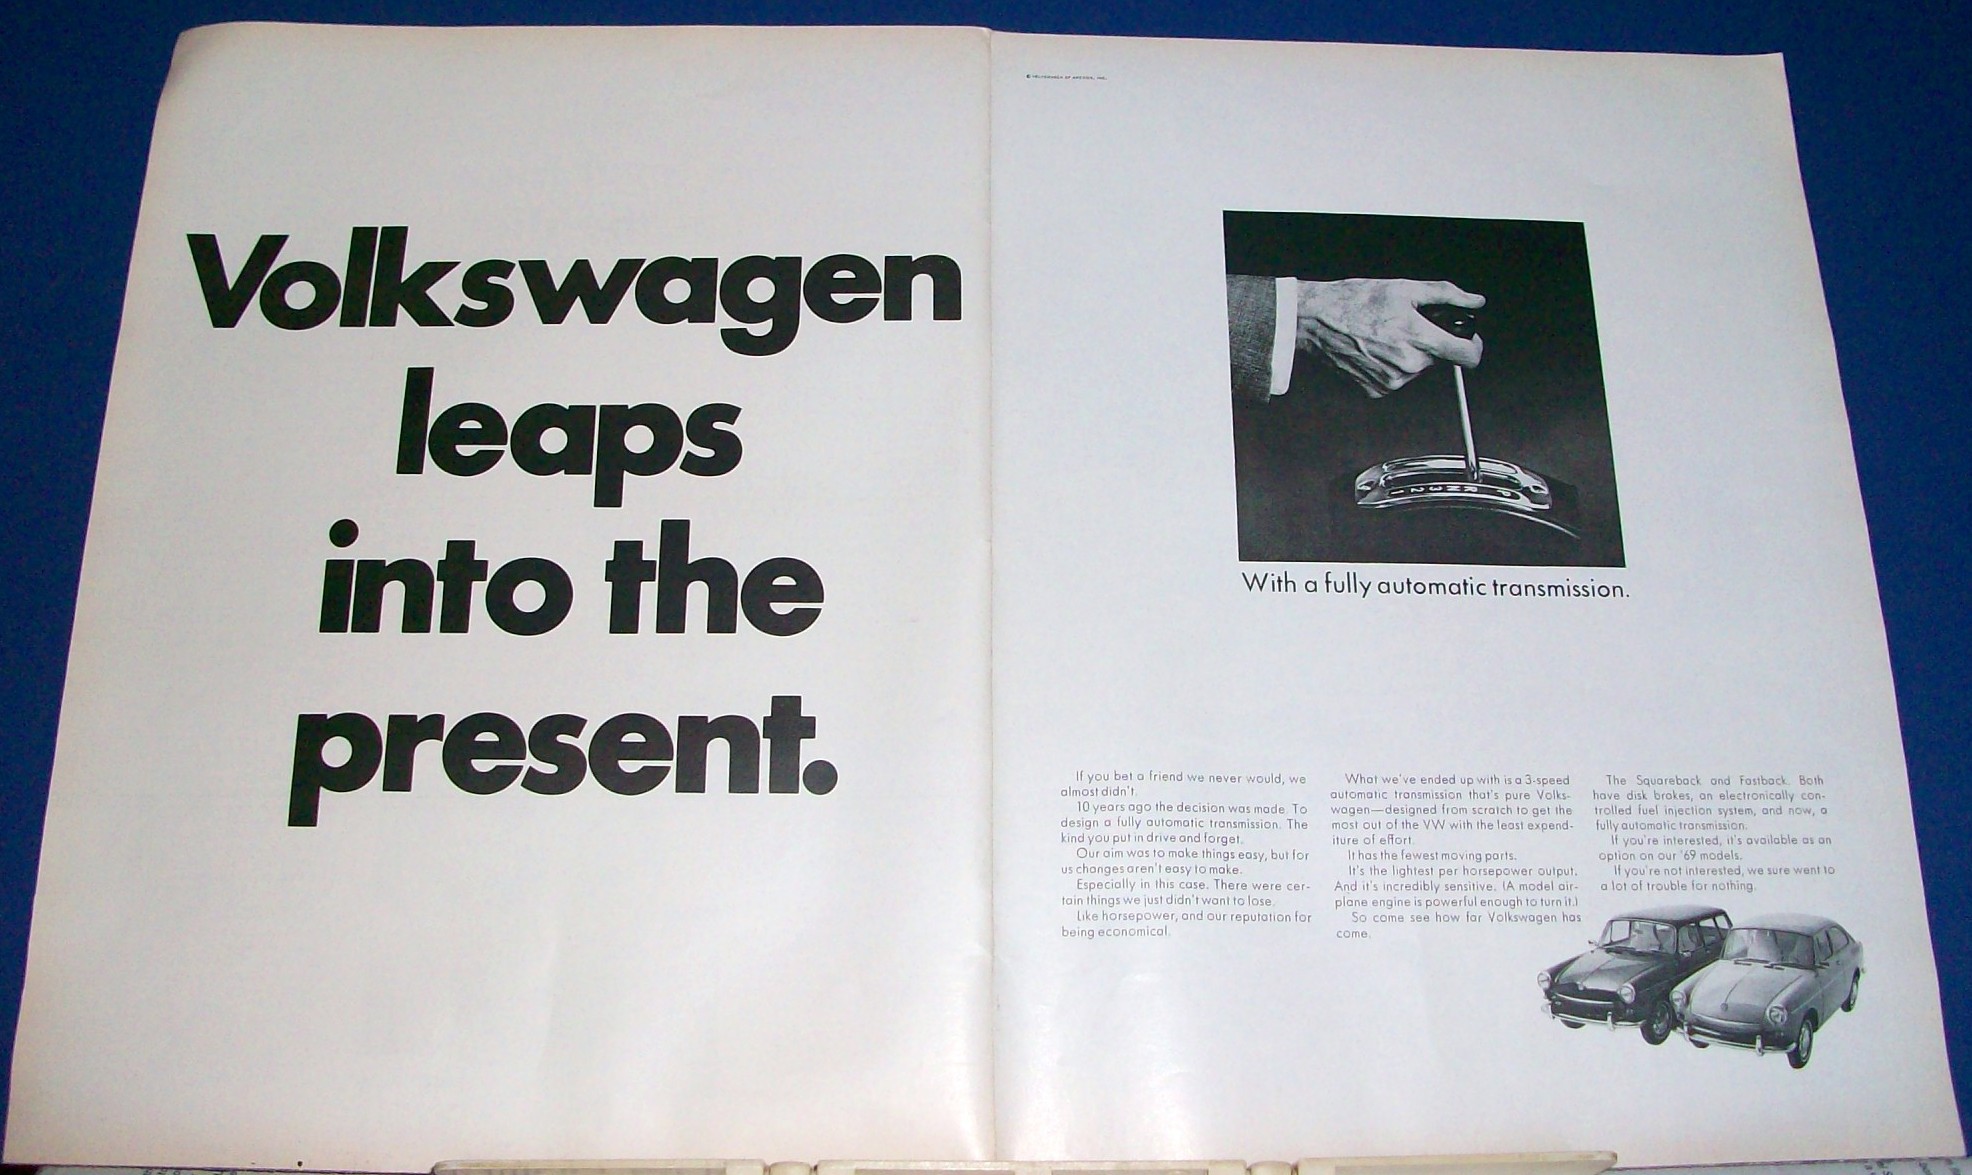 Volkswagen
leaps
into the
present.
© VOLKSWAGEN OF AMERICA, INC.
P R N 3 2 1
With a fully automatic transmission.
If you bet a friend we never would, we
almost didn't.
10 years ago the decision was made. To
design a fully automatic transmission. The
kind you put in drive and forget.
Our aim was to make things easy, but for
us changes aren't easy to make.
Especially in this case. There were cer-
tain things we just didn't want to lose.
Like horsepower, and our reputation for
being economical.
What we've ended up with is a 3-speed
automatic transmission that's pure Volks-
wagen—designed from scratch to get the
most out of the VW with the least expend-
iture of effort.
It has the fewest moving parts.
It's the lightest per horsepower output.
And it's incredibly sensitive. (A model air-
plane engine is powerful enough to turn it.)
So come see how far Volkswagen has
come.
The Squareback and Fastback. Both
have disk brakes, an electronically con-
trolled fuel injection system, and now, a
fully automatic transmission.
If you're interested, it's available as an
option on our '69 models.
If you're not interested, we sure went to
a lot of trouble for nothing.